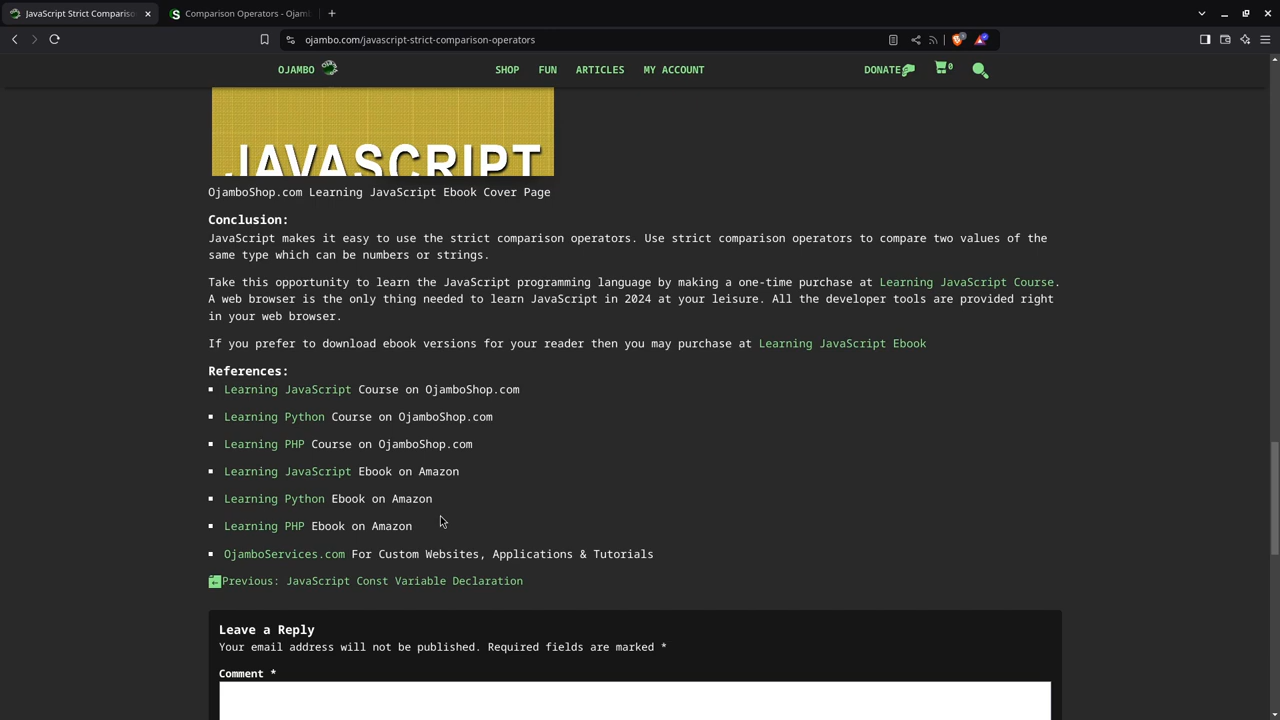 JavaScript Strict Compariso
Comparison Operators - Ojam
ojambo.com/javascript-strict-comparison-operators
OJAMBO
SHOP
FUN
ARTICLES
MY ACCOUNT
DONATE
0
JAVASCRIPT
OjamboShop.com Learning JavaScript Ebook Cover Page
Conclusion:
JavaScript makes it easy to use the strict comparison operators. Use strict comparison operators to compare two values of the
same type which can be numbers or strings.
Take this opportunity to learn the JavaScript programming language by making a one-time purchase at Learning JavaScript Course.
A web browser is the only thing needed to learn JavaScript in 2024 at your leisure. All the developer tools are provided right
in your web browser.
If you prefer to download ebook versions for your reader then you may purchase at Learning JavaScript Ebook
References:
Learning JavaScript Course on OjamboShop.com
Learning Python Course on OjamboShop.com
Learning PHP Course on OjamboShop.com
Learning JavaScript Ebook on Amazon
Learning Python Ebook on Amazon
Learning PHP Ebook on Amazon
OjamboServices.com For Custom Websites, Applications & Tutorials
Previous: JavaScript Const Variable Declaration
Leave a Reply
Your email address will not be published. Required fields are marked *
Comment *